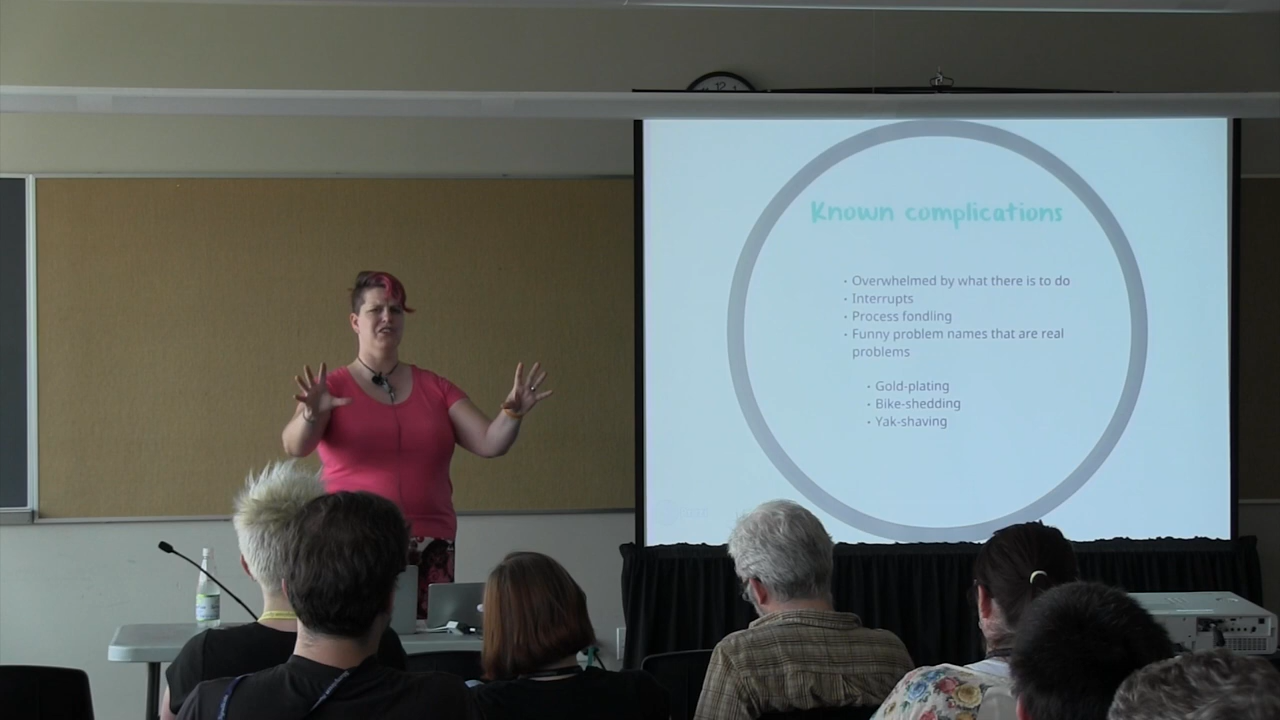 12
Known complications
· Overwhelmed by what there is to do
· Interrupts
· Process fondling
· Funny problem names that are real
problems
· Gold-plating
· Bike-shedding
· Yak-shaving